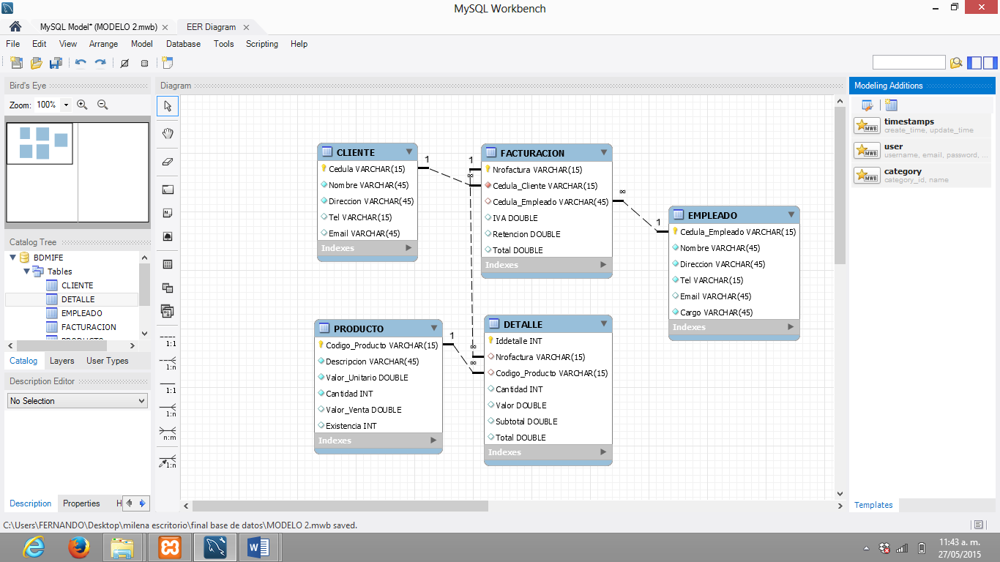 MySQL Workbench
MySQL Model* (MODELO 2.mwb)
EER Diagram
File Edit View Arrange Model Database Tools Scripting Help
Bird's Eye
Zoom: 100%
Catalog Tree
BDMIFE
Tables
CLIENTE
DETALLE
EMPLEADO
FACTURACION
Catalog Layers User Types
Description Editor
No Selection
Description Properties H
Diagram
1:1
1:n
1:1
1:n
n:m
1:n
CLIENTE
Cedula VARCHAR(15)
Nombre VARCHAR(45)
Direccion VARCHAR(45)
Tel VARCHAR(15)
Email VARCHAR(45)
Indexes
1
1
∞
FACTURACION
Nrofactura VARCHAR(15)
Cedula_Cliente VARCHAR(15)
Cedula_Empleado VARCHAR(45)
IVA DOUBLE
Retencion DOUBLE
Total DOUBLE
Indexes
∞
1
EMPLEADO
Cedula_Empleado VARCHAR(15)
Nombre VARCHAR(45)
Direccion VARCHAR(45)
Tel VARCHAR(15)
Email VARCHAR(45)
Cargo VARCHAR(45)
Indexes
PRODUCTO
Codigo_Producto VARCHAR(15)
Descripcion VARCHAR(45)
Valor_Unitario DOUBLE
Cantidad INT
Valor_Venta DOUBLE
Existencia INT
Indexes
1
∞
∞
DETALLE
Iddetalle INT
Nrofactura VARCHAR(15)
Codigo_Producto VARCHAR(15)
Cantidad INT
Valor DOUBLE
Subtotal DOUBLE
Total DOUBLE
Indexes
Modeling Additions
MWB
timestamps
create_time, update_time
MWB
user
username, email, password, ...
MWB
category
category_id, name
Templates
C:\Users\FERNANDO\Desktop\milena escritorio\final base de datos\MODELO 2.mwb saved.
11:43 a. m.
27/05/2015